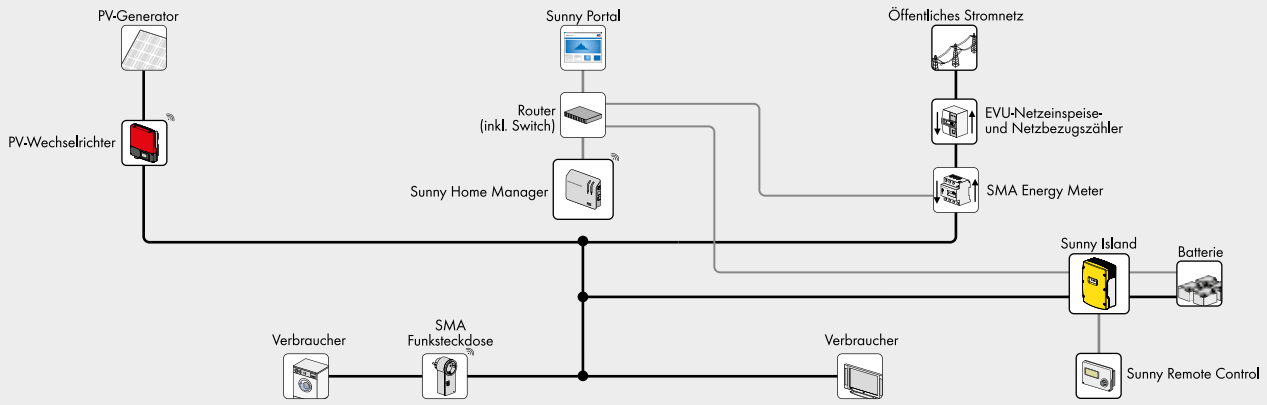 PV-Generator
Sunny Portal
Öffentliches Stromnetz
Router
(inkl. Switch)
EVU-Netzeinspeise-
und Netzbezugszähler
PV-Wechselrichter
Sunny Home Manager
SMA Energy Meter
Sunny Island
Batterie
Verbraucher
SMA
Funksteckdose
Verbraucher
Sunny Remote Control